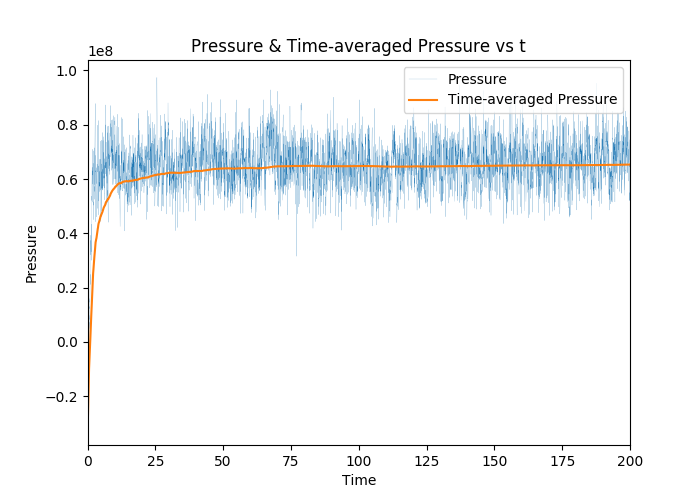 Pressure & Time-averaged Pressure vs t
1e8
Pressure
Time-averaged Pressure
1.0
0.8
0.6
0.4
0.2
0.0
−0.2
Pressure
0 25 50 75 100 125 150 175 200
Time